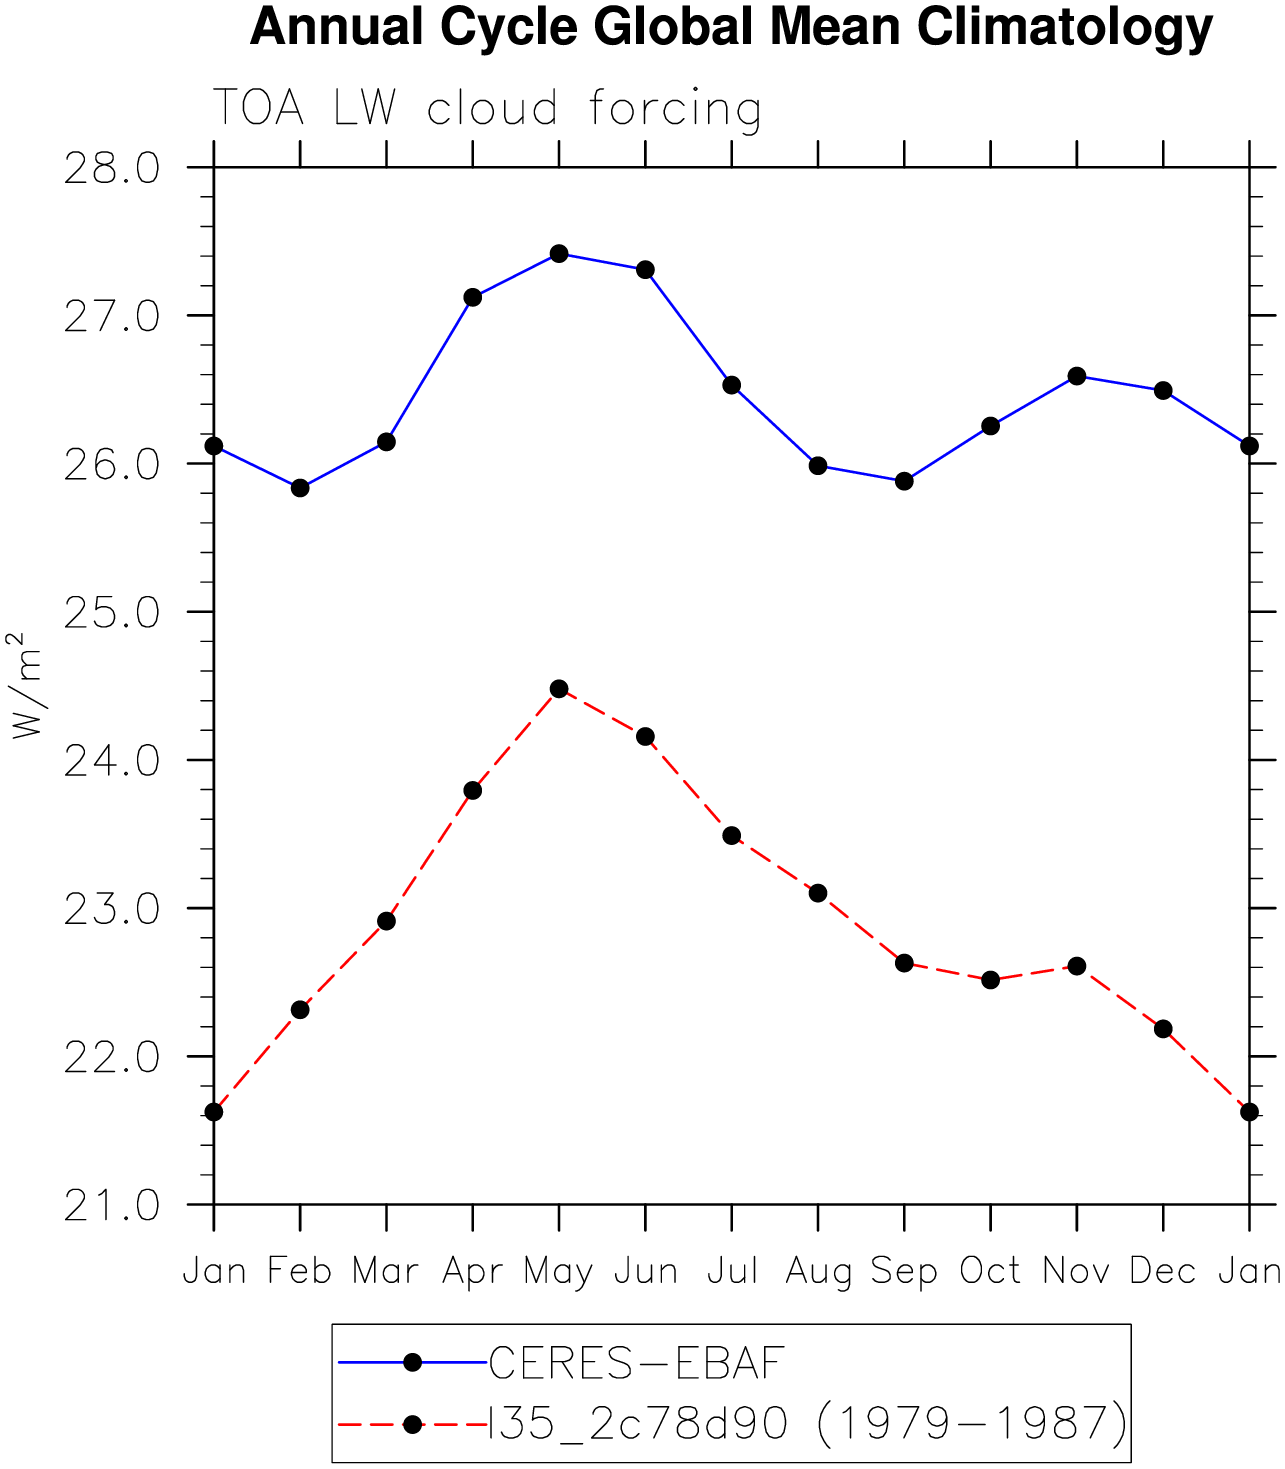 Annual Cycle Global Mean Climatology
TOA LW cloud forcing
28.0
27.0
26.0
25.0
24.0
23.0
22.0
21.0
W/m²
Jan Feb Mar Apr May Jun Jul Aug Sep Oct Nov Dec Jan
CERES-EBAF
I35_2c78d90 (1979-1987)